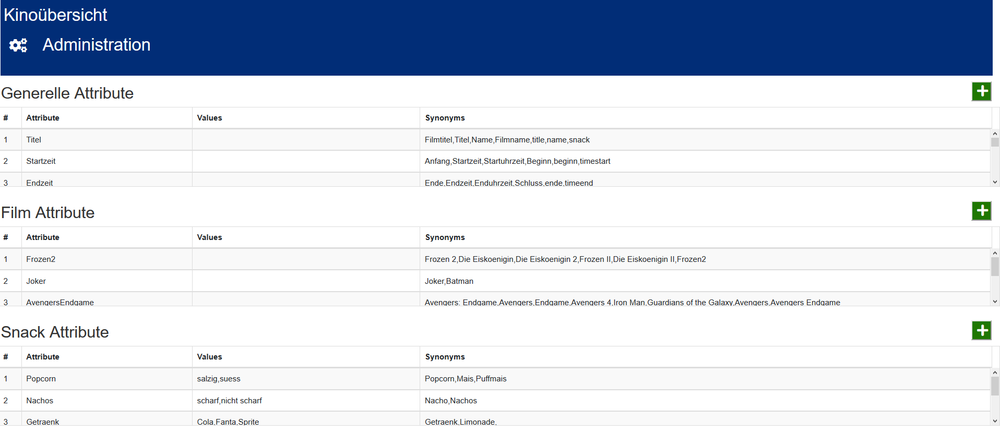 Kinoübersicht
Administration
Generelle Attribute
# Attribute Values Synonyms
1 Titel Filmtitel,Titel,Name,Filmname,title,name,snack
2 Startzeit Anfang,Startzeit,Startuhrzeit,Beginn,beginn,timestart
3 Endzeit Ende,Endzeit,Enduhrzeit,Schluss,ende,timeend
Film Attribute
# Attribute Values Synonyms
1 Frozen2 Frozen 2,Die Eiskoenigin,Die Eiskoenigin 2,Frozen II,Die Eiskoenigin II,Frozen2
2 Joker Joker,Batman
3 AvengersEndgame Avengers: Endgame,Avengers,Endgame,Avengers 4,Iron Man,Guardians of the Galaxy,Avengers,Avengers Endgame
Snack Attribute
# Attribute Values Synonyms
1 Popcorn salzig,suess Popcorn,Mais,Puffmais
2 Nachos scharf,nicht scharf Nacho,Nachos
3 Getraenk Cola,Fanta,Sprite Getraenk,Limonade,